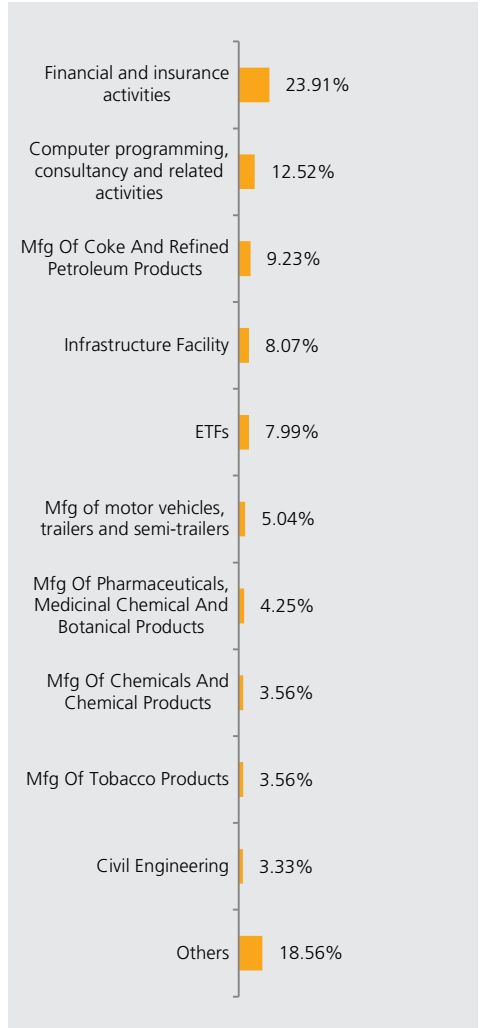 Financial and insurance
activities
23.91%
Computer programming,
consultancy and related
activities
12.52%
Mfg Of Coke And Refined
Petroleum Products
9.23%
Infrastructure Facility
8.07%
ETFs
7.99%
Mfg of motor vehicles,
trailers and semi-trailers
5.04%
Mfg Of Pharmaceuticals,
Medicinal Chemical And
Botanical Products
4.25%
Mfg Of Chemicals And
Chemical Products
3.56%
Mfg Of Tobacco Products
3.56%
Civil Engineering
3.33%
Others
18.56%